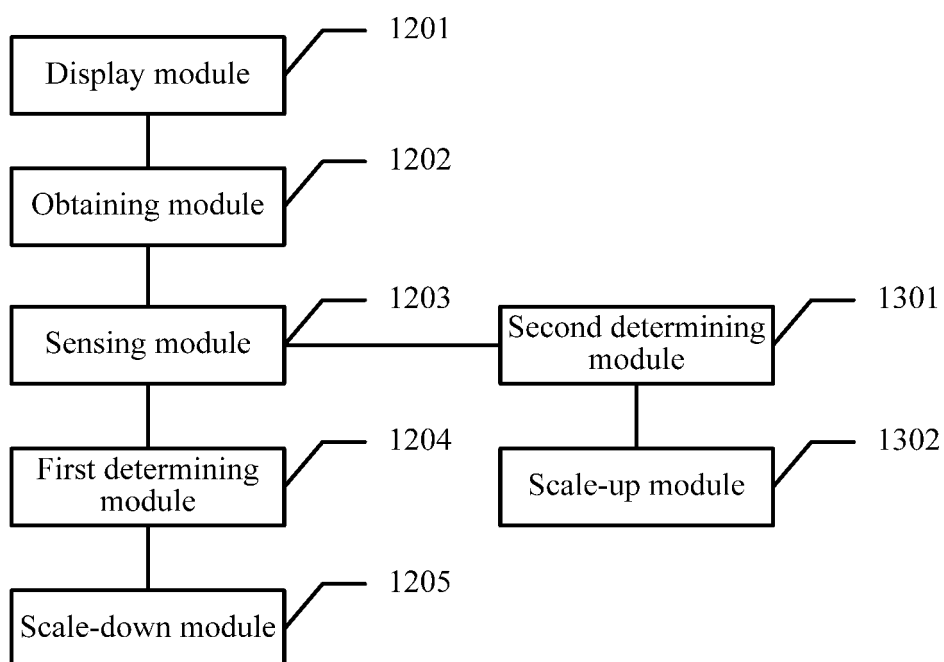 1201
Display module
1202
Obtaining module
1203
Sensing module
1301
Second determining
module
1204
First determining
module
1302
Scale-up module
1205
Scale-down module